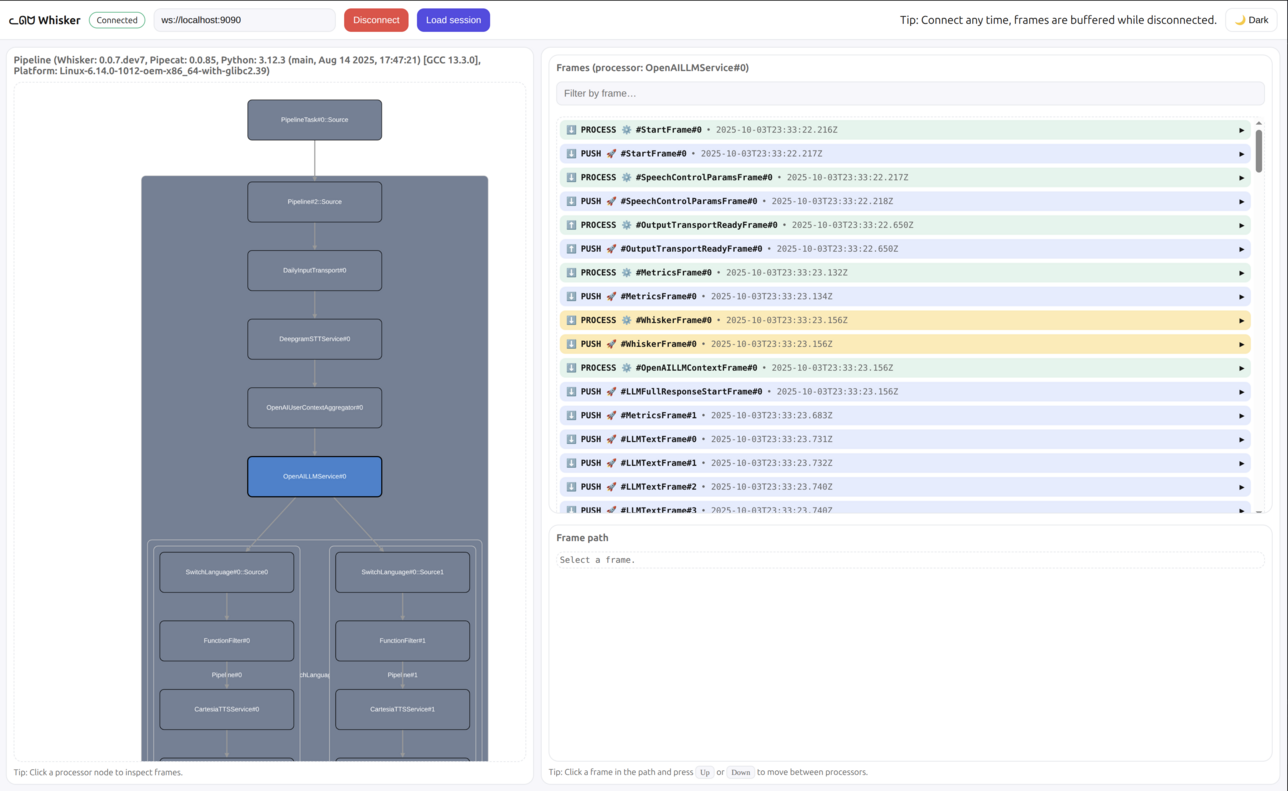 Whisker
Connected
ws://localhost:9090
Disconnect
Load session
Tip: Connect any time, frames are buffered while disconnected.
Dark
Pipeline (Whisker: 0.0.7.dev7, Pipecat: 0.0.85, Python: 3.12.3 (main, Aug 14 2025, 17:47:21) [GCC 13.3.0],
Platform: Linux-6.14.0-1012-oem-x86_64-with-glibc2.39)
PipelineTask#0::Source
Pipeline#2::Source
DailyInputTransport#0
DeepgramSTTService#0
OpenAIUserContextAggregator#0
OpenAILLMService#0
SwitchLanguage#0::Source0
SwitchLanguage#0::Source1
FunctionFilter#0
FunctionFilter#1
Pipeline#0
chLangua
Pipeline#1
CartesiaTTSService#0
CartesiaTTSService#1
Tip: Click a processor node to inspect frames.
Frames (processor: OpenAILLMService#0)
Filter by frame…
PROCESS #StartFrame#0 • 2025-10-03T23:33:22.216Z
PUSH #StartFrame#0 • 2025-10-03T23:33:22.217Z
PROCESS #SpeechControlParamsFrame#0 • 2025-10-03T23:33:22.217Z
PUSH #SpeechControlParamsFrame#0 • 2025-10-03T23:33:22.218Z
PROCESS #OutputTransportReadyFrame#0 • 2025-10-03T23:33:22.650Z
PUSH #OutputTransportReadyFrame#0 • 2025-10-03T23:33:22.650Z
PROCESS #MetricsFrame#0 • 2025-10-03T23:33:23.132Z
PUSH #MetricsFrame#0 • 2025-10-03T23:33:23.134Z
PROCESS #WhiskerFrame#0 • 2025-10-03T23:33:23.156Z
PUSH #WhiskerFrame#0 • 2025-10-03T23:33:23.156Z
PROCESS #OpenAILLMContextFrame#0 • 2025-10-03T23:33:23.156Z
PUSH #LLMFullResponseStartFrame#0 • 2025-10-03T23:33:23.156Z
PUSH #MetricsFrame#1 • 2025-10-03T23:33:23.683Z
PUSH #LLMTextFrame#0 • 2025-10-03T23:33:23.731Z
PUSH #LLMTextFrame#1 • 2025-10-03T23:33:23.732Z
PUSH #LLMTextFrame#2 • 2025-10-03T23:33:23.740Z
PUSH #LLMTextFrame#3 • 2025-10-03T23:33:23.740Z
Frame path
Select a frame.
Tip: Click a frame in the path and press Up or Down to move between processors.